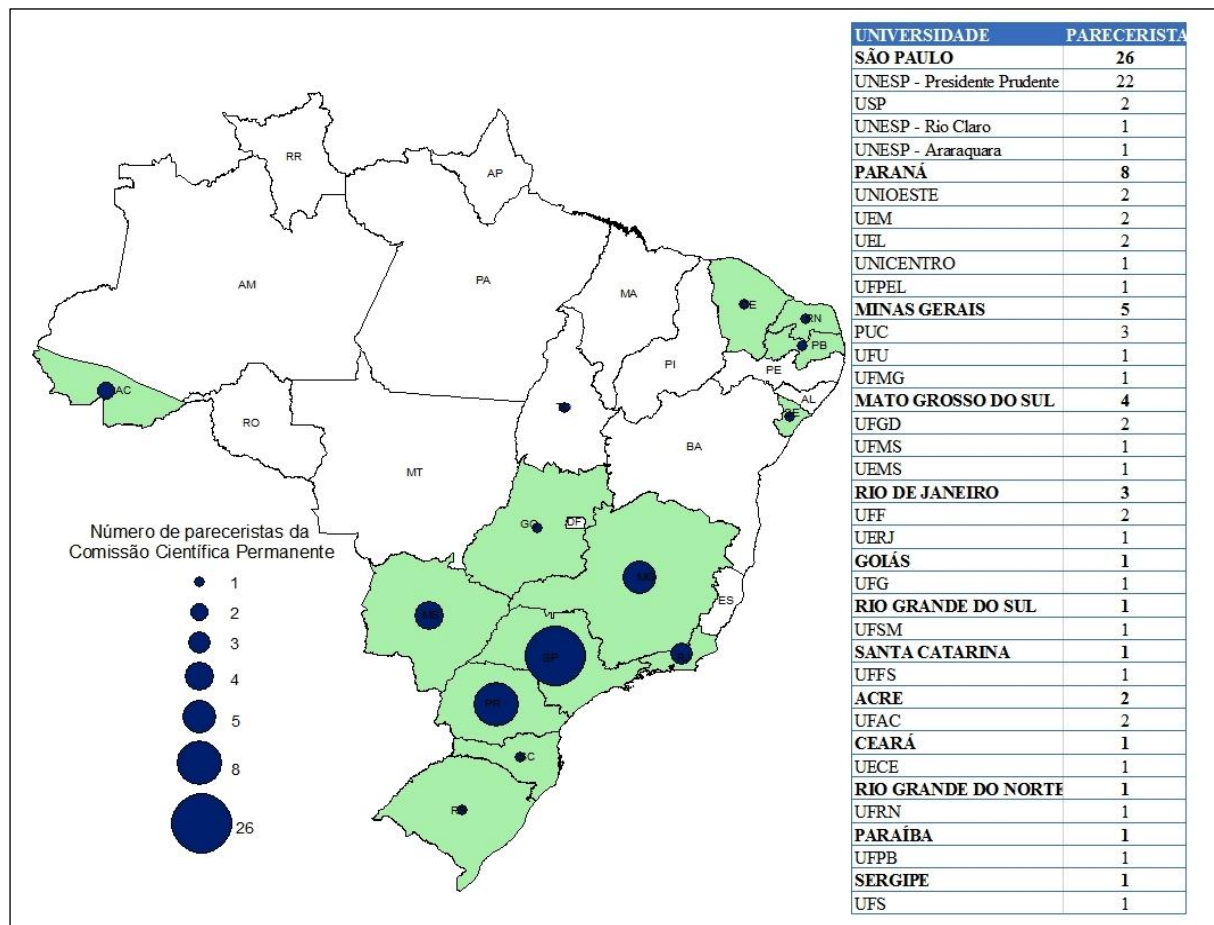 RR
AP
AM
PA
MA
E
RN
PB
PI
PE
AL
AC
RO
BA
MT
GO
DF
MG
ES
MS
SP
PR
Número de pareceristas da
Comissão Científica Permanente
1
2
3
4
5
8
26
UNIVERSIDADE PARECERISTA
SÃO PAULO 26
UNESP - Presidente Prudente 22
USP 2
UNESP - Rio Claro 1
UNESP - Araraquara 1
PARANÁ 8
UNIOESTE 2
UEM 2
UEL 2
UNICENTRO 1
UFPEL 1
MINAS GERAIS 5
PUC 3
UFU 1
UFMG 1
MATO GROSSO DO SUL 4
UFGD 2
UFMS 1
UEMS 1
RIO DE JANEIRO 3
UFF 2
UERJ 1
GOIÁS 1
UFG 1
RIO GRANDE DO SUL 1
UFSM 1
SANTA CATARINA 1
UFFS 1
ACRE 2
UFAC 2
CEARÁ 1
UECE 1
RIO GRANDE DO NORTE 1
UFRN 1
PARAÍBA 1
UFPB 1
SERGIPE 1
UFS 1